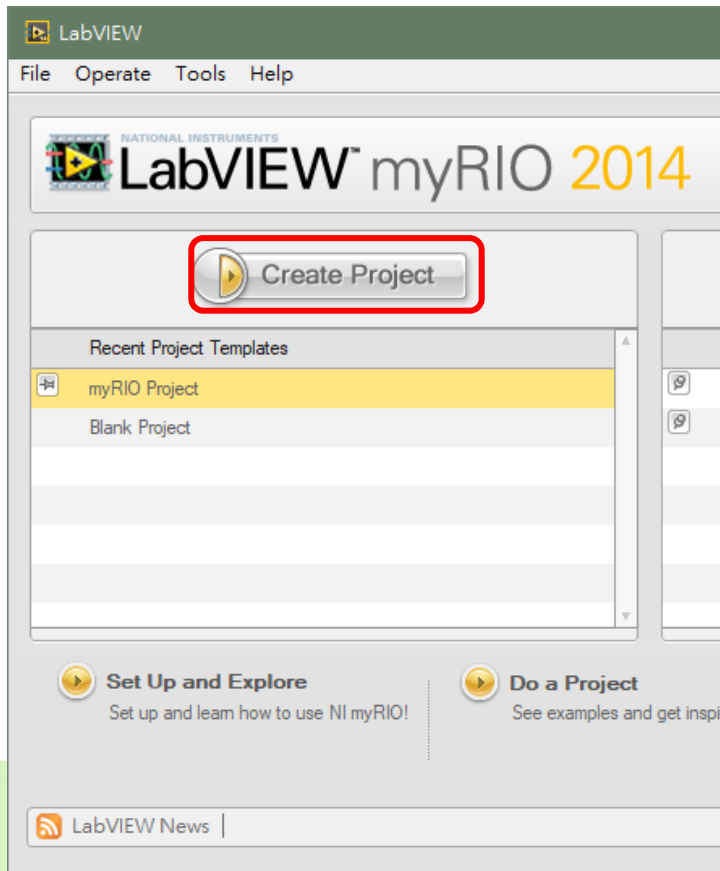 LabVIEW
File Operate Tools Help
NATIONAL INSTRUMENTS
LabVIEW™ myRIO 2014
Create Project
Recent Project Templates
myRIO Project
Blank Project
Set Up and Explore
Set up and learn how to use NI myRIO!
Do a Project
See examples and get inspi
LabVIEW News